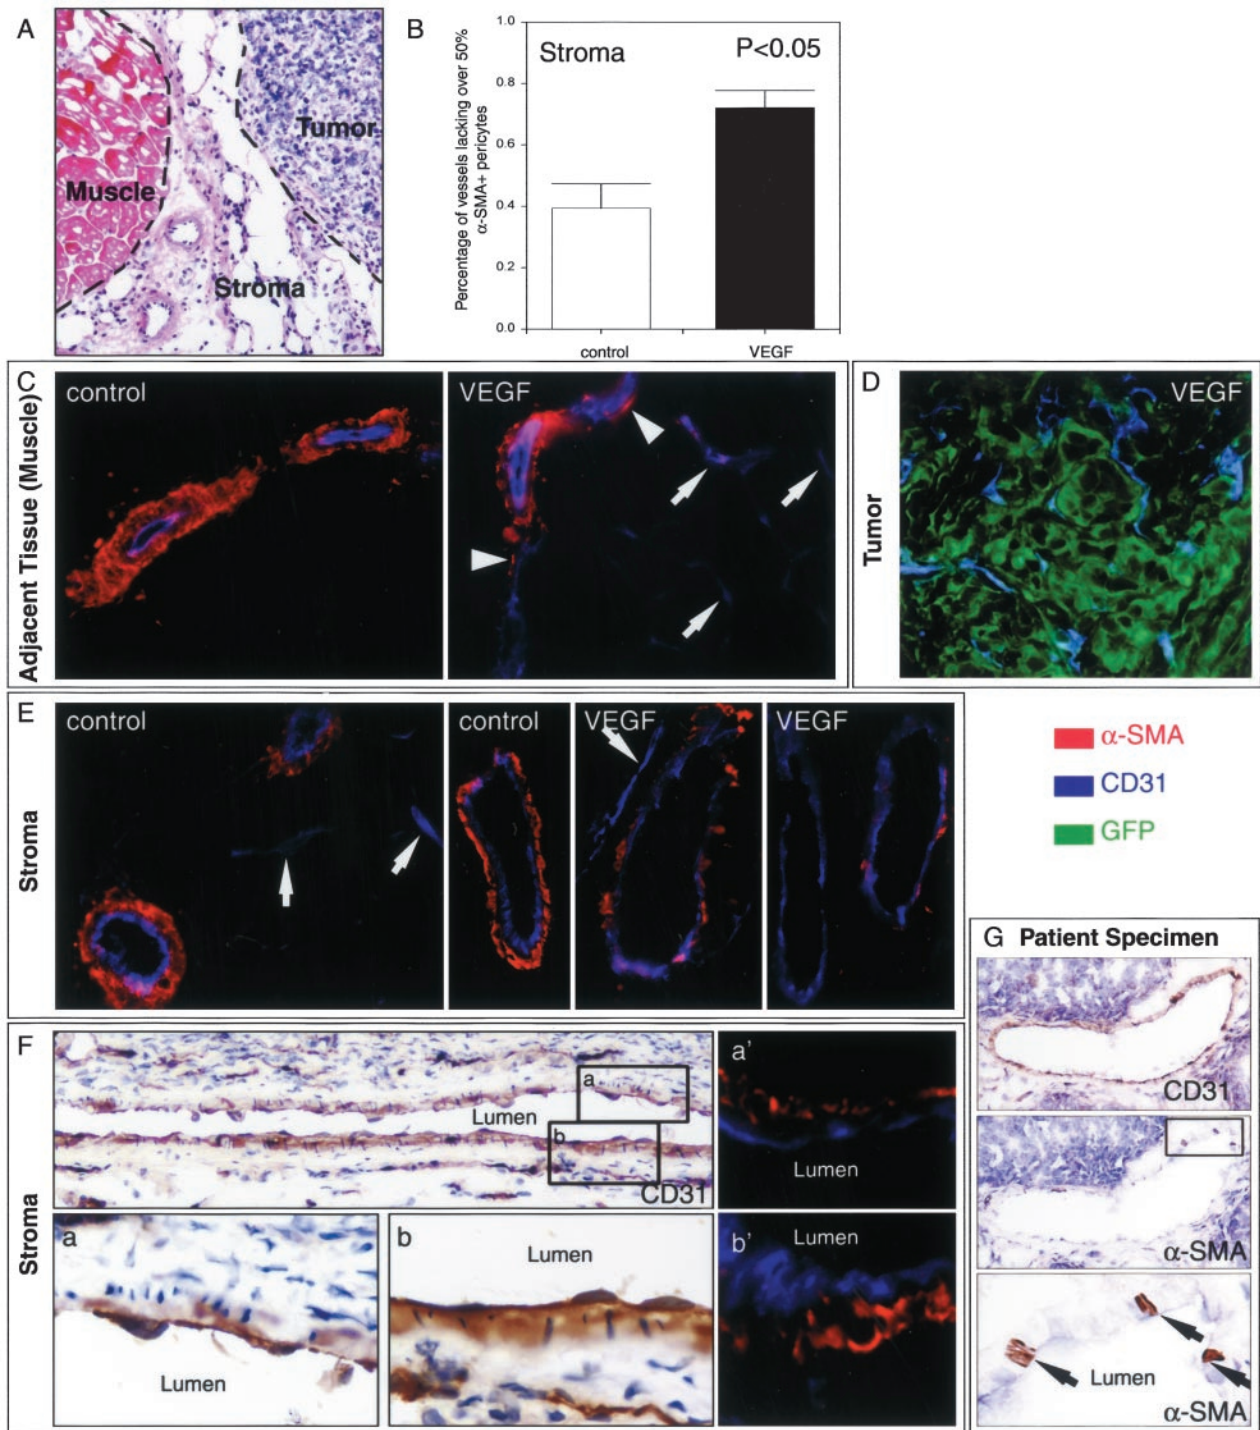 A
Muscle
Tumor
Stroma
B
Percentage of vessels lacking over 50%
α-SMA+ pericytes
1.0
0.8
0.6
0.4
0.2
0.0
Stroma
P<0.05
control
VEGF
Adjacent Tissue (Muscle)
C
control
VEGF
Tumor
D
VEGF
Stroma
E
control
control
VEGF
VEGF
α-SMA
CD31
GFP
Stroma
F
a
Lumen
b
CD31
a'
Lumen
a
Lumen
b
Lumen
b'
Lumen
G Patient Specimen
CD31
α-SMA
Lumen
α-SMA